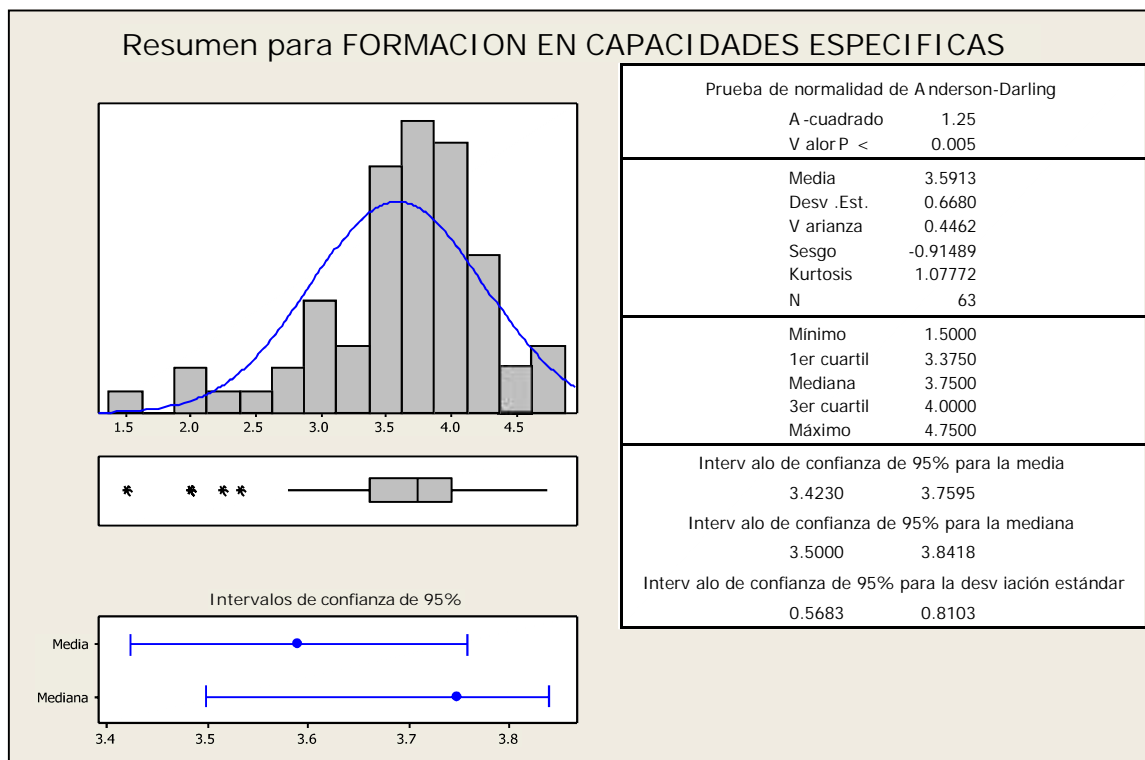 Resumen para FORMACION EN CAPACIDADES ESPECIFICAS
1.5 2.0 2.5 3.0 3.5 4.0 4.5
Intervalos de confianza de 95%
Media
Mediana
3.4 3.5 3.6 3.7 3.8
Prueba de normalidad de Anderson-Darling
A-cuadrado 1.25
Valor P < 0.005
Media 3.5913
Desv.Est. 0.6680
Varianza 0.4462
Sesgo -0.91489
Kurtosis 1.07772
N 63
Mínimo 1.5000
1er cuartil 3.3750
Mediana 3.7500
3er cuartil 4.0000
Máximo 4.7500
Intervalo de confianza de 95% para la media
3.4230 3.7595
Intervalo de confianza de 95% para la mediana
3.5000 3.8418
Intervalo de confianza de 95% para la desviación estándar
0.5683 0.8103